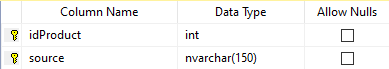 Column Name Data Type Allow Nulls
idProduct int
source nvarchar(150)